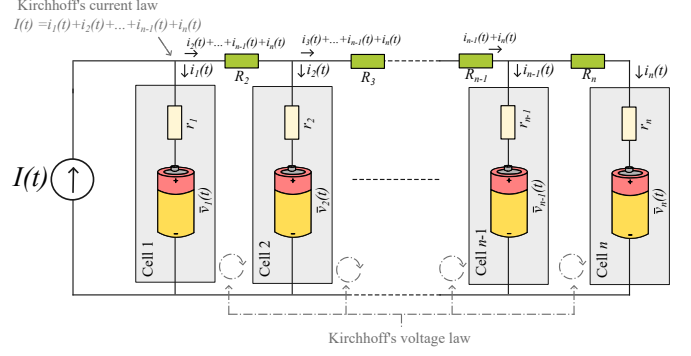 Kirchhoff's current law
I(t) =i₁(t)+i₂(t)+...+iₙ₋₁(t)+iₙ(t)
i₂(t)+...+iₙ₋₁(t)+iₙ(t)
i₃(t)+...+iₙ₋₁(t)+iₙ(t)
iₙ₋₁(t)+iₙ(t)
R₂
R₃
Rₙ₋₁
Rₙ
i₁(t)
i₂(t)
iₙ₋₁(t)
iₙ(t)
r₁
r₂
rₙ₋₁
rₙ
I(t)
+
-
v̄₁(t)
+
-
v̄₂(t)
+
-
v̄ₙ₋₁(t)
+
-
v̄ₙ(t)
Cell 1
Cell 2
Cell n-1
Cell n
Kirchhoff's voltage law